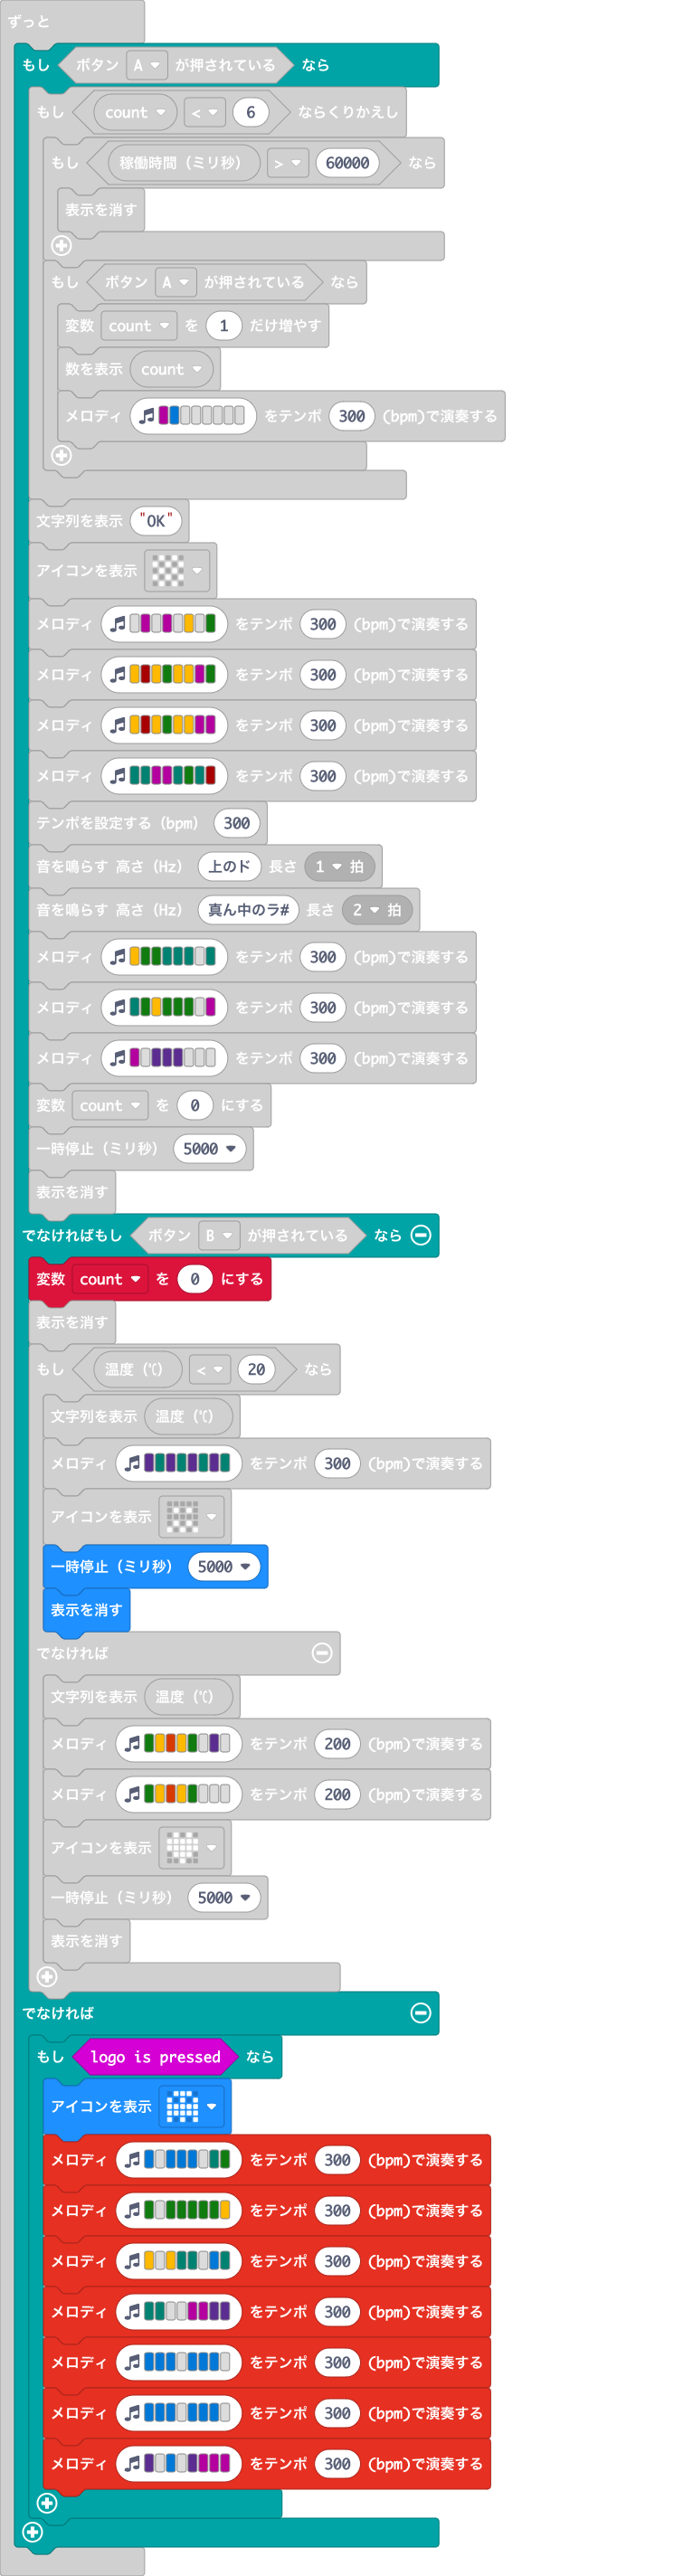 ずっと
もし ボタン A が押されている なら
もし count < 6 ならくりかえし
もし 稼働時間 (ミリ秒) > 60000 なら
表示を消す
もし ボタン A が押されている なら
変数 count を 1 だけ増やす
数を表示 count
メロディ をテンポ 300 (bpm)で演奏する
文字列を表示 "OK"
アイコンを表示
メロディ をテンポ 300 (bpm)で演奏する
メロディ をテンポ 300 (bpm)で演奏する
メロディ をテンポ 300 (bpm)で演奏する
メロディ をテンポ 300 (bpm)で演奏する
テンポを設定する (bpm) 300
音を鳴らす 高さ (Hz) 上のド 長さ 1 拍
音を鳴らす 高さ (Hz) 真ん中のラ# 長さ 2 拍
メロディ をテンポ 300 (bpm)で演奏する
メロディ をテンポ 300 (bpm)で演奏する
メロディ をテンポ 300 (bpm)で演奏する
変数 count を 0 にする
一時停止 (ミリ秒) 5000
表示を消す
でなければもし ボタン B が押されている なら
変数 count を 0 にする
表示を消す
もし 温度 (℃) < 20 なら
文字列を表示 温度 (℃)
メロディ をテンポ 300 (bpm)で演奏する
アイコンを表示
一時停止 (ミリ秒) 5000
表示を消す
でなければ
文字列を表示 温度 (℃)
メロディ をテンポ 200 (bpm)で演奏する
メロディ をテンポ 200 (bpm)で演奏する
アイコンを表示
一時停止 (ミリ秒) 5000
表示を消す
でなければ
もし logo is pressed なら
アイコンを表示
メロディ をテンポ 300 (bpm)で演奏する
メロディ をテンポ 300 (bpm)で演奏する
メロディ をテンポ 300 (bpm)で演奏する
メロディ をテンポ 300 (bpm)で演奏する
メロディ をテンポ 300 (bpm)で演奏する
メロディ をテンポ 300 (bpm)で演奏する
メロディ をテンポ 300 (bpm)で演奏する